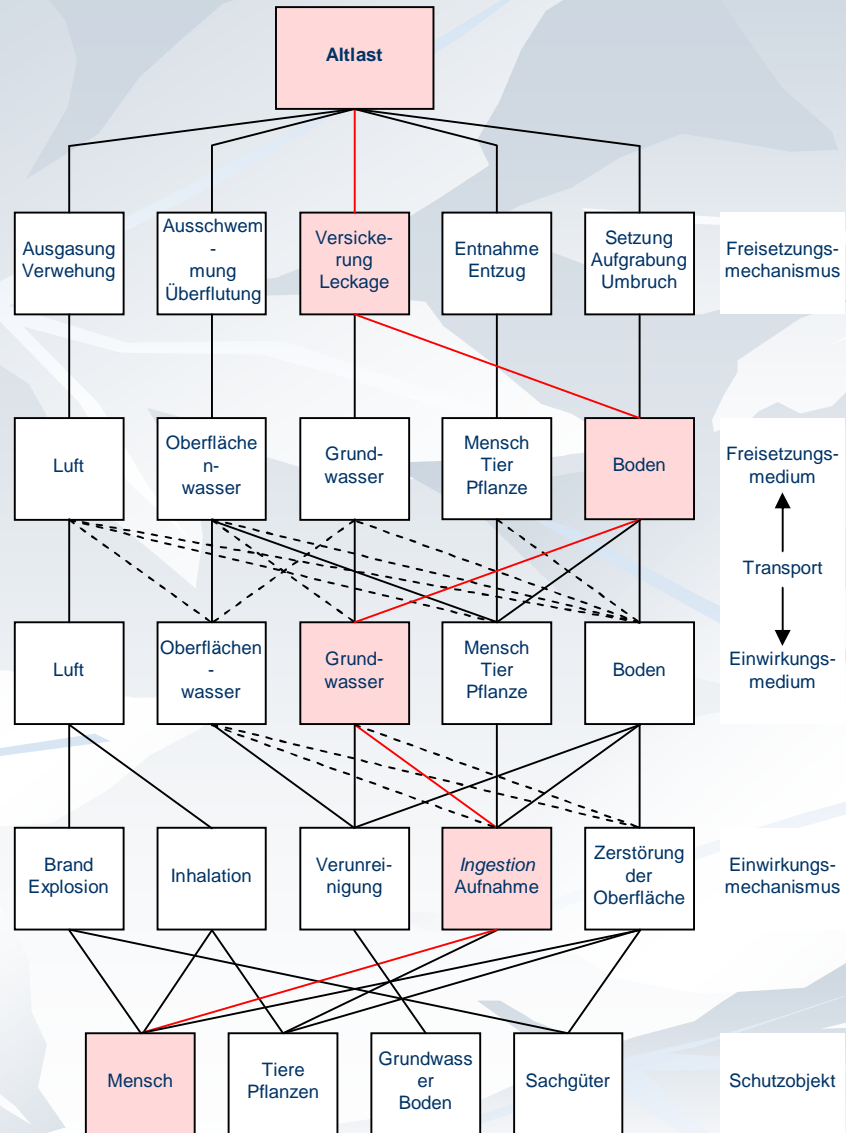 Altlast
Ausgasung
Verwehung
Ausschwem
-
mung
Überflutung
Versicke-
rung
Leckage
Entnahme
Entzug
Setzung
Aufgrabung
Umbruch
Freisetzungs-
mechanismus
Luft
Oberfläche
n-
wasser
Grund-
wasser
Mensch
Tier
Pflanze
Boden
Freisetzungs-
medium
Transport
Luft
Oberflächen
-
wasser
Grund-
wasser
Mensch
Tier
Pflanze
Boden
Einwirkungs-
medium
Brand
Explosion
Inhalation
Verunrei-
nigung
Ingestion
Aufnahme
Zerstörung
der
Oberfläche
Einwirkungs-
mechanismus
Mensch
Tiere
Pflanzen
Grundwass
er
Boden
Sachgüter
Schutzobjekt